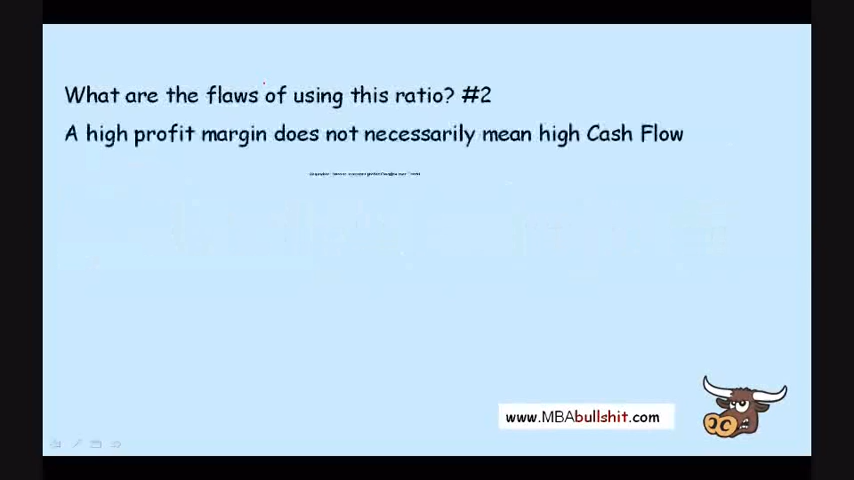 What are the flaws of using this ratio? #2
A high profit margin does not necessarily mean high Cash Flow
www.MBAbullshit.com